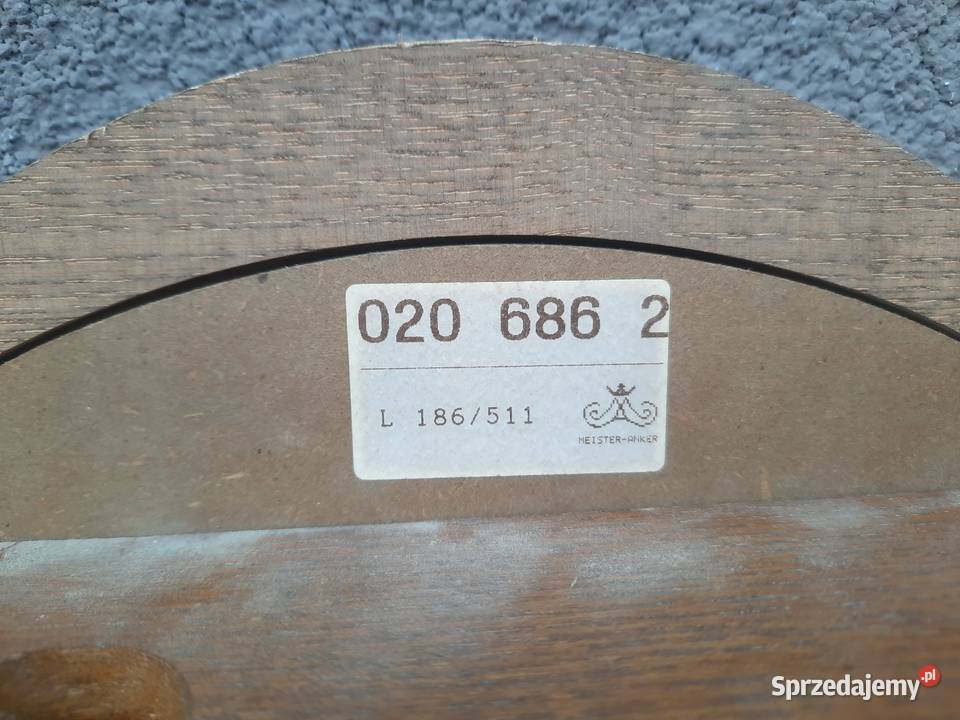 020 686 2
L 186/511
MEISTER-ANKER
Sprzedajemy.pl